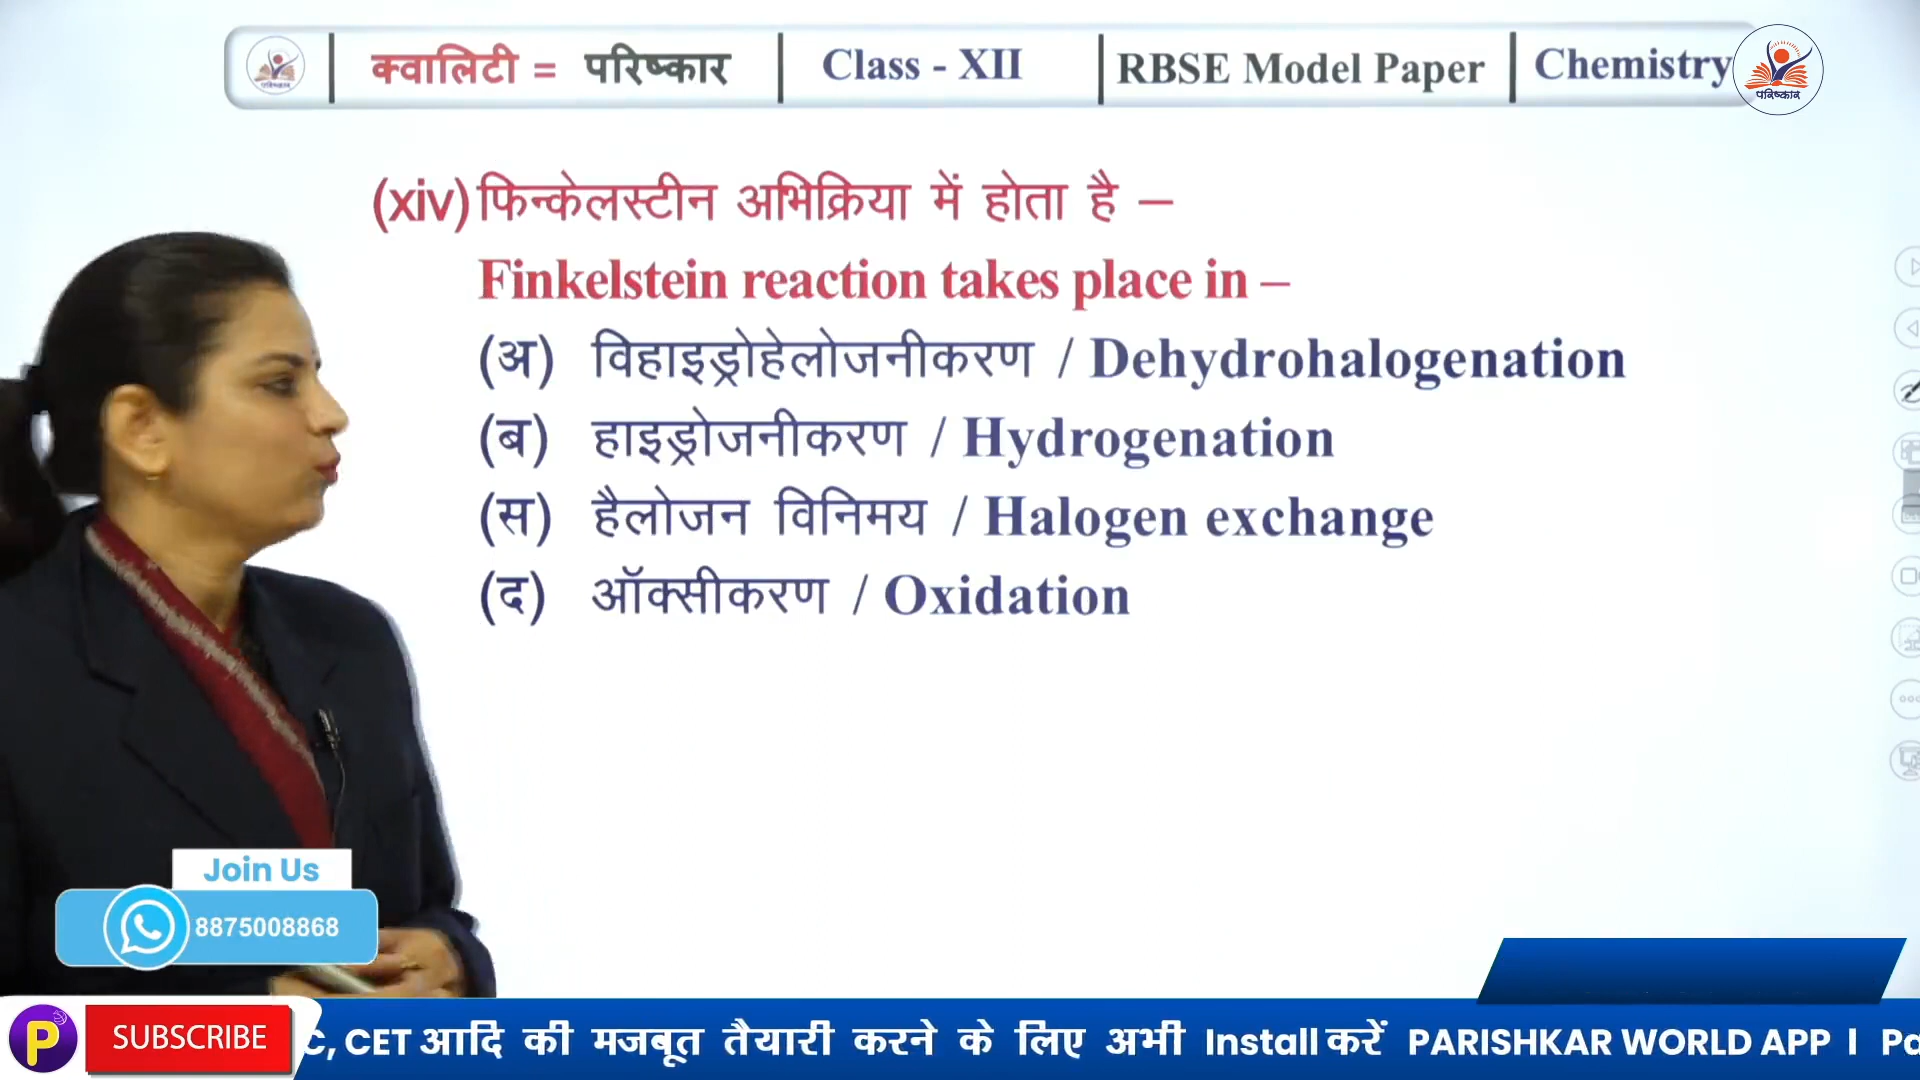 क्वालिटी = परिष्कार Class - XII RBSE Model Paper Chemistry
परिष्कार
(xiv) फिन्केलस्टीन अभिक्रिया में होता है –
Finkelstein reaction takes place in –
(अ) विहाइड्रोहेलोजनीकरण / Dehydrohalogenation
(ब) हाइड्रोजनीकरण / Hydrogenation
(स) हैलोजन विनिमय / Halogen exchange
(द) ऑक्सीकरण / Oxidation
Join Us
8875008868
P SUBSCRIBE C, CET आदि की मजबूत तैयारी करने के लिए अभी Install करें PARISHKAR WORLD APP I Pa